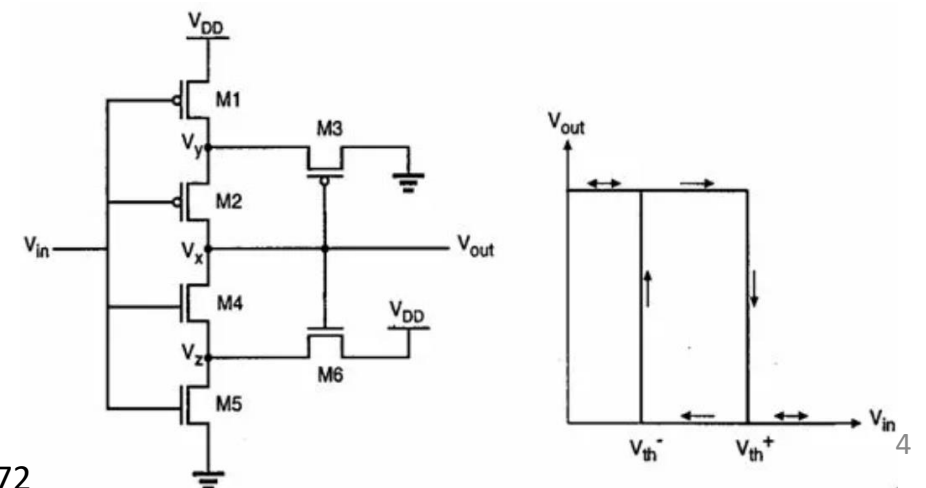 V_DD
M1
M3
V_y
M2
V_in
V_x
V_out
M4
V_DD
V_z
M6
M5
V_out
V_in
V_th^-
V_th^+
4
72